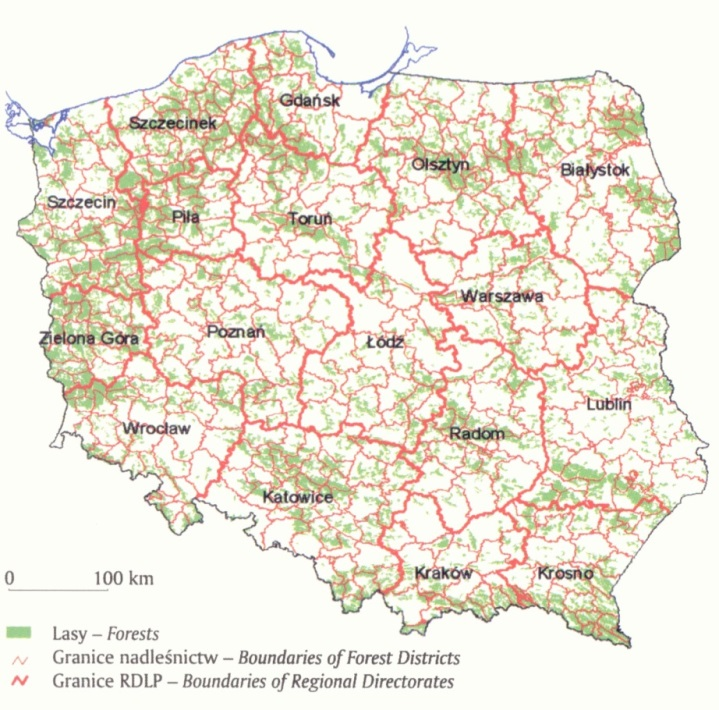 Gdańsk
Szczecinek
Olsztyn
Białystok
Szczecin
Piła
Toruń
Warszawa
Zielona Góra
Poznań
Łódź
Lublin
Wrocław
Radom
Katowice
Kraków
Krosno
0 100 km
Lasy – Forests
Granice nadleśnictw – Boundaries of Forest Districts
Granice RDLP – Boundaries of Regional Directorates